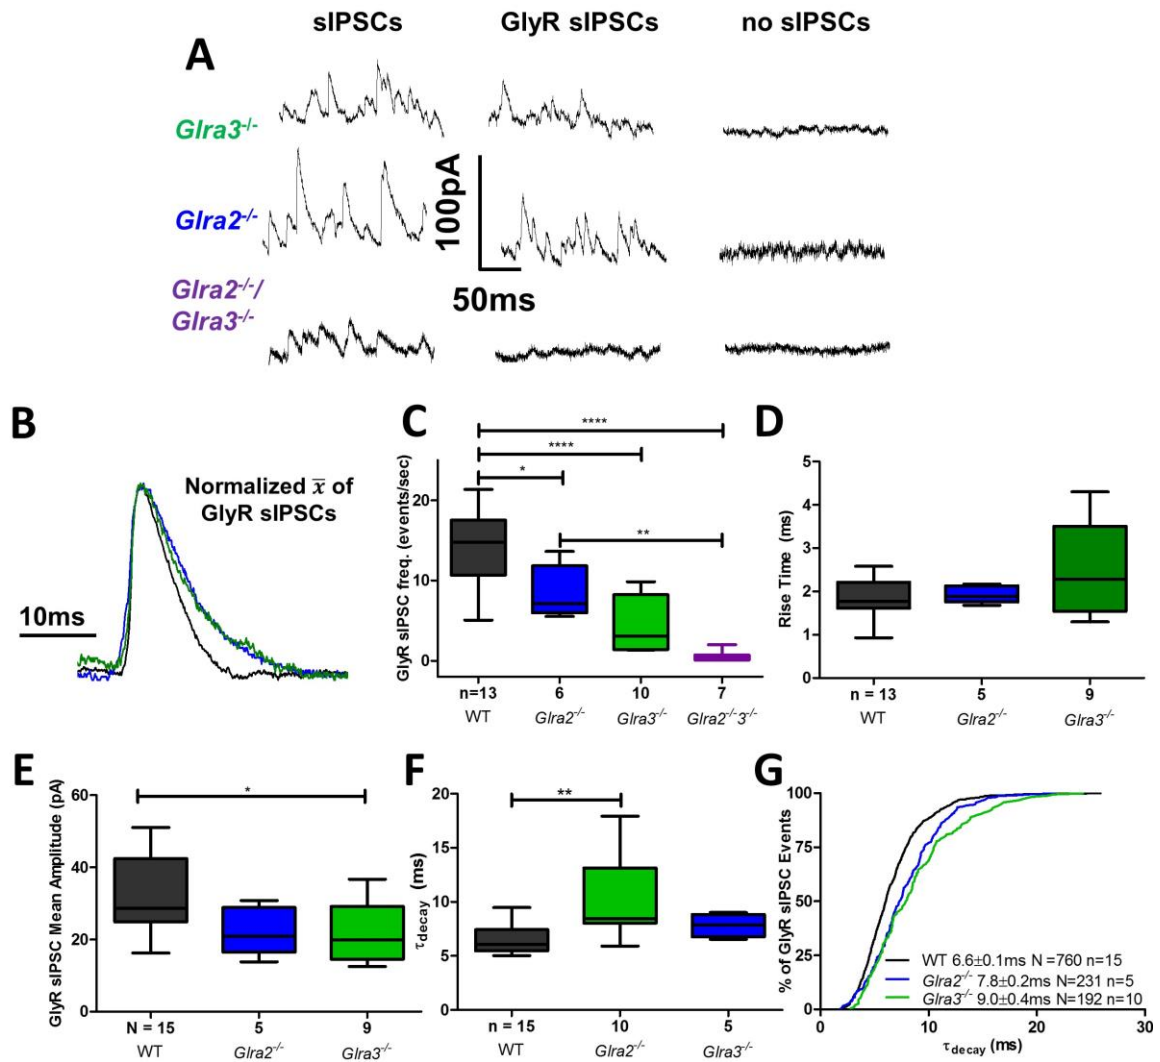 sIPSCs GlyR sIPSCs no sIPSCs
A
Glra3-/-
Glra2-/-
Glra2-/-/
Glra3-/-
100pA
50ms
B
Normalized x̅ of
GlyR sIPSCs
10ms
C
GlyR sIPSC freq. (events/sec)
20
10
0
****
****
*
**
n=13 6 10 7
WT Glra2-/- Glra3-/- Glra2-/-3-/-
D
Rise Time (ms)
5
4
3
2
1
0
n = 13 5 9
WT Glra2-/- Glra3-/-
E
GlyR sIPSC Mean Amplitude (pA)
60
40
20
0
*
N = 15 5 9
WT Glra2-/- Glra3-/-
F
τdecay (ms)
20
15
10
5
0
**
n = 15 10 5
WT Glra2-/- Glra3-/-
G
% of GlyR sIPSC Events
100
75
50
25
0
WT 6.6±0.1ms N =760 n=15
Glra2-/- 7.8±0.2ms N=231 n=5
Glra3-/- 9.0±0.4ms N=192 n=10
0 10 20 30
τdecay (ms)